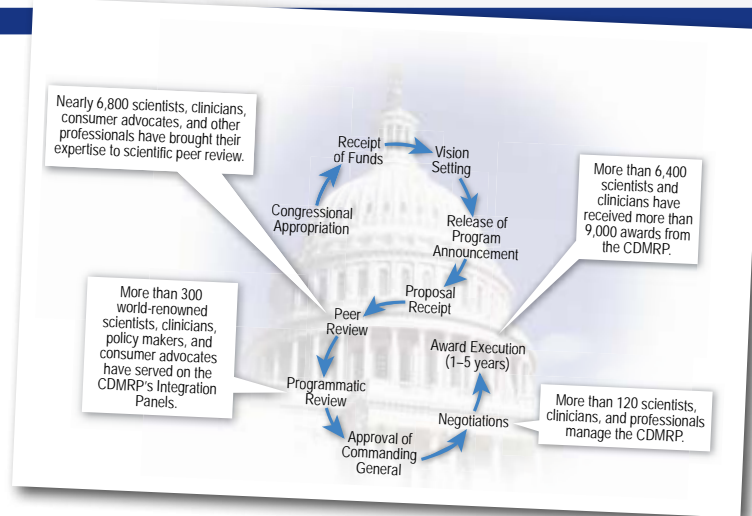 Nearly 6,800 scientists, clinicians,
consumer advocates, and other
professionals have brought their
expertise to scientific peer review.
Receipt
of Funds
Vision
Setting
More than 6,400
scientists and
clinicians have
received more than
9,000 awards from
the CDMRP.
Congressional
Appropriation
Release of
Program
Announcement
Proposal
Receipt
Peer
Review
More than 300
world-renowned
scientists, clinicians,
policy makers, and
consumer advocates
have served on the
CDMRP's Integration
Panels.
Award Execution
(1–5 years)
Programmatic
Review
Negotiations
More than 120 scientists,
clinicians, and professionals
manage the CDMRP.
Approval of
Commanding
General